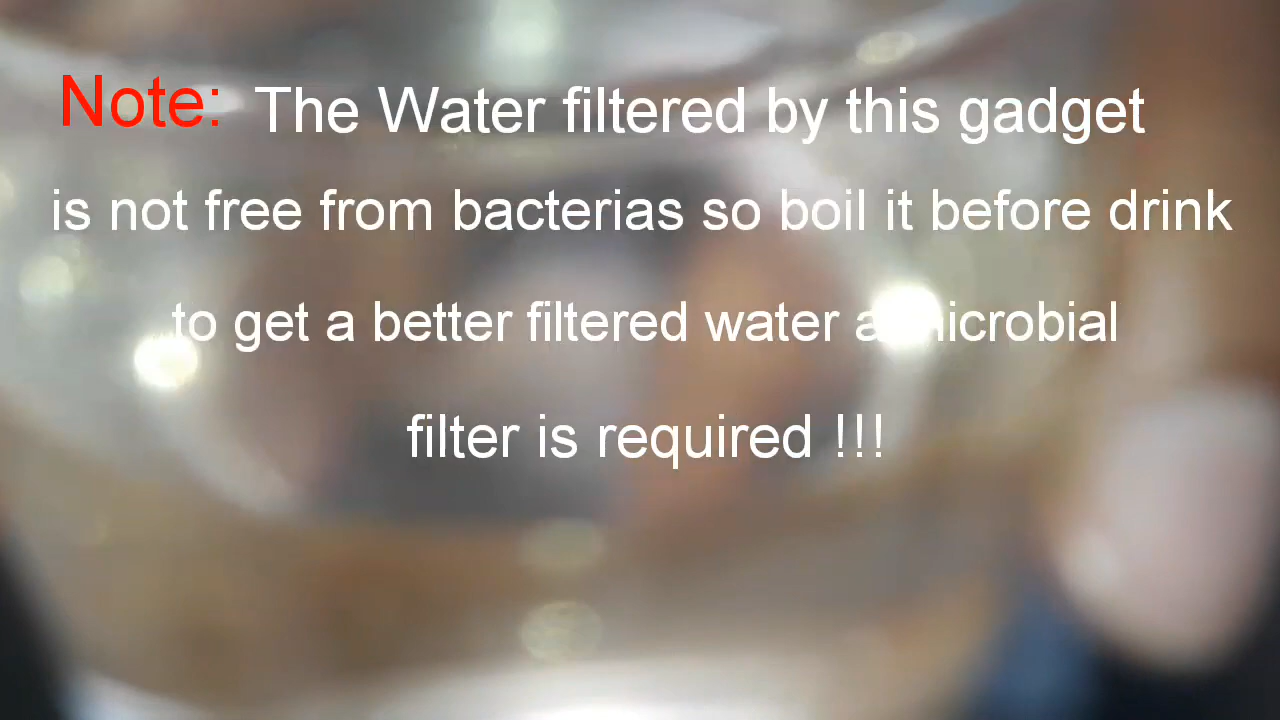 Note: The Water filtered by this gadget
is not free from bacterias so boil it before drink
to get a better filtered water a microbial
filter is required !!!